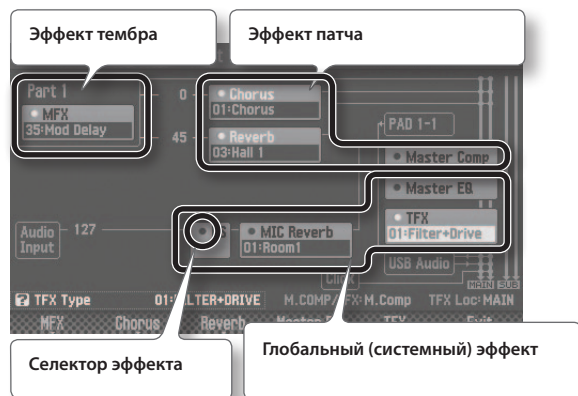 Эффект тембра
Эффект патча
Part 1
MFX
35:Mod Delay
0
Chorus
01:Chorus
45
Reverb
03:Hall 1
PAD 1-1
Master Comp
Master EQ
TFX
01:Filter+Drive
Audio Input
127
MIC Reverb
01:Room1
USB Audio
Click
MAIN SUB
? TFX Type
M.COMP/
M.Comp
TFX Loc:MAIN
MFX
Chorus
Reverb
TFX
Exit
Селектор эффекта
Глобальный (системный) эффект